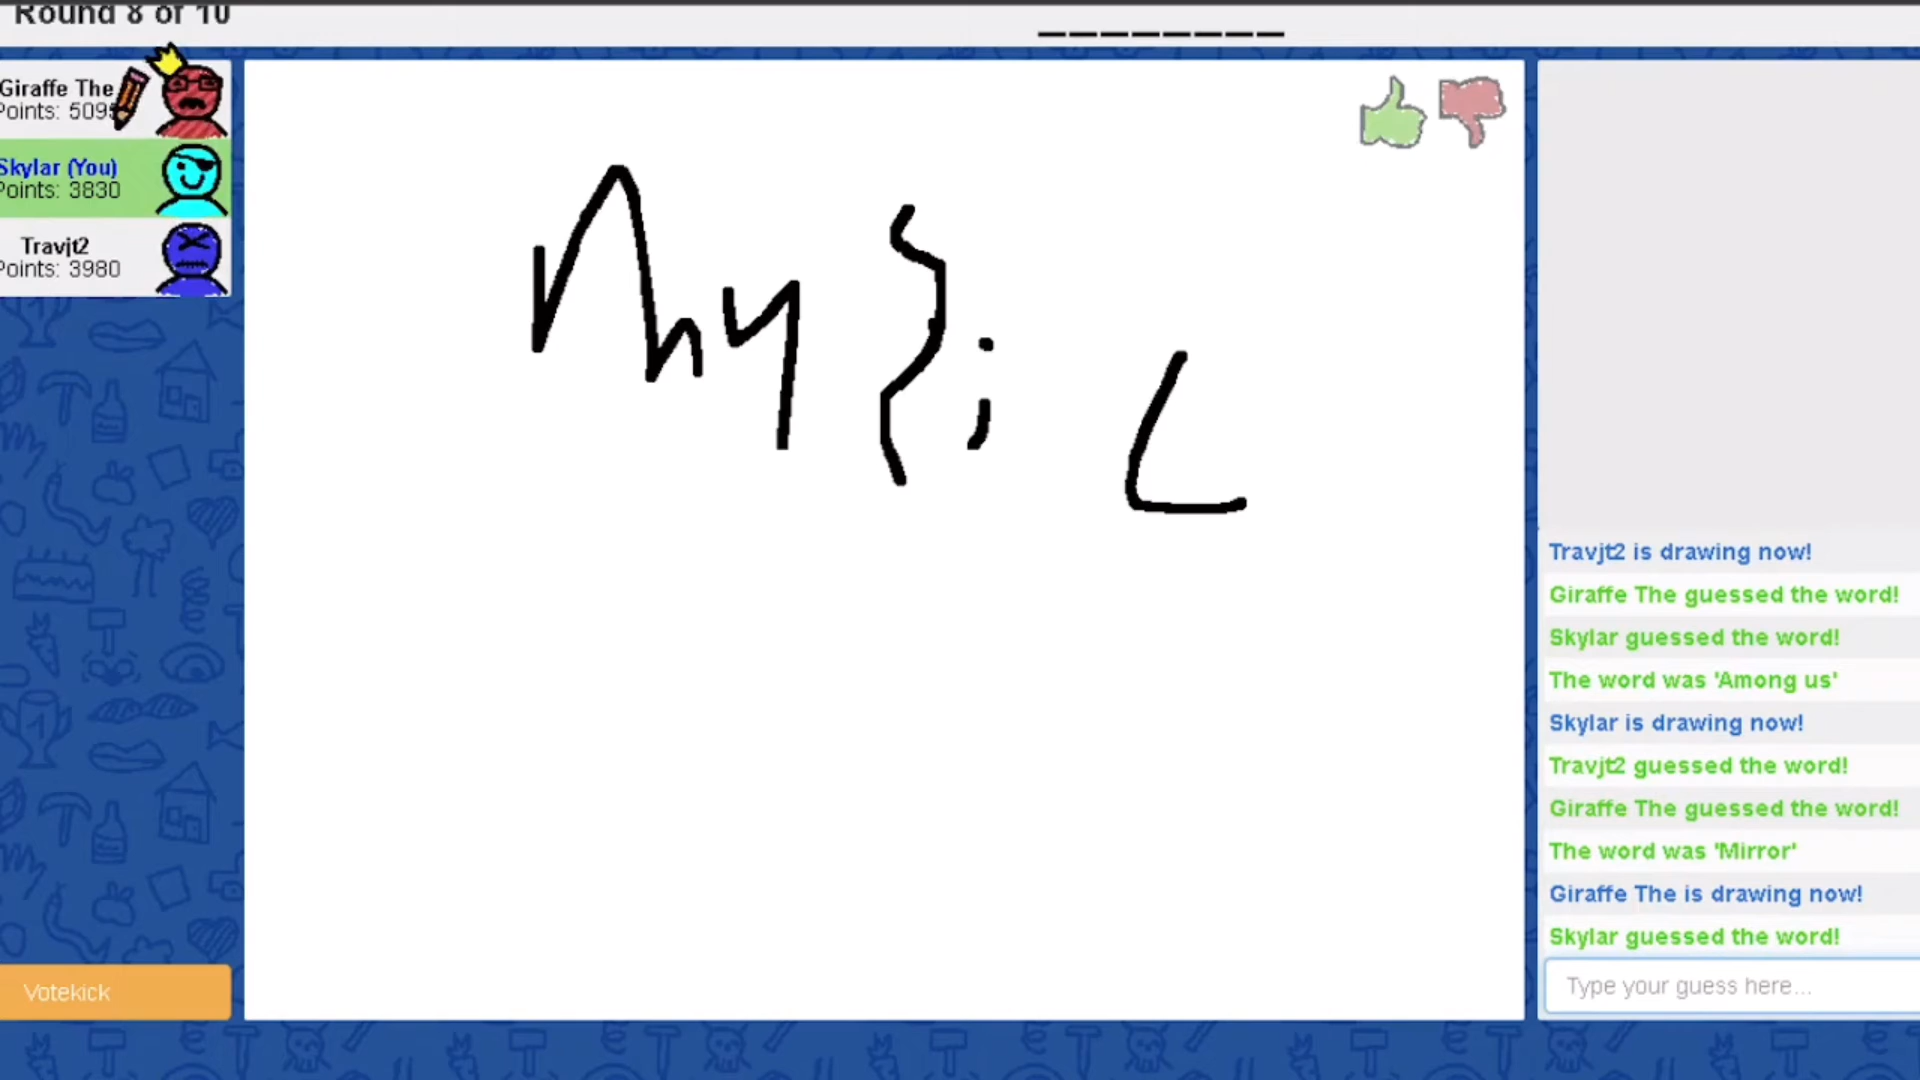 Round 8 of 10
________
Giraffe The
Points: 5095
Skylar (You)
Points: 3830
Travjt2
Points: 3980
Travjt2 is drawing now!
Giraffe The guessed the word!
Skylar guessed the word!
The word was 'Among us'
Skylar is drawing now!
Travjt2 guessed the word!
Giraffe The guessed the word!
The word was 'Mirror'
Giraffe The is drawing now!
Skylar guessed the word!
Type your guess here...
Votekick